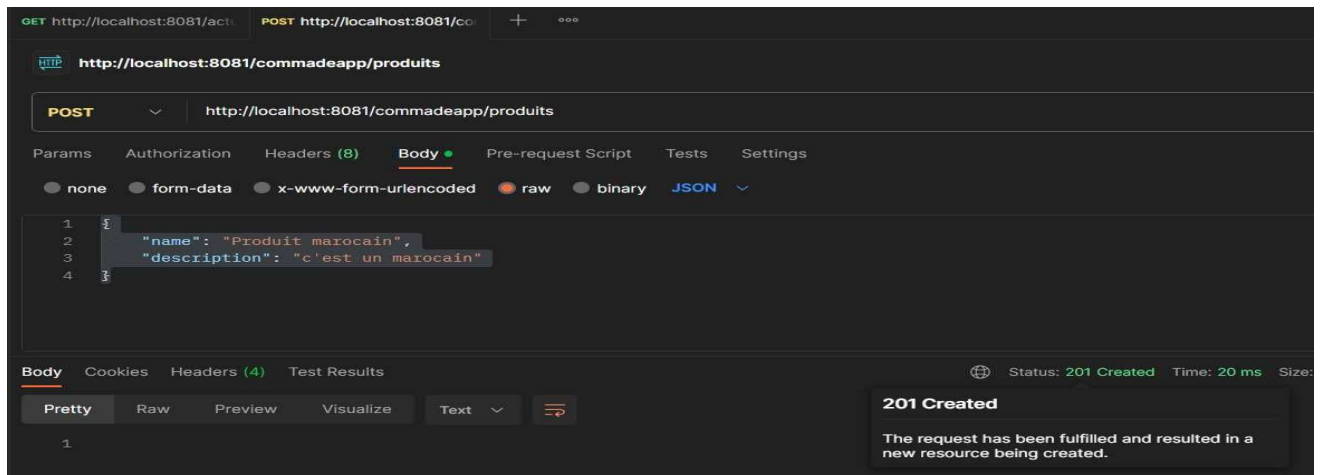 GET http://localhost:8081/actu POST http://localhost:8081/co
HTTP http://localhost:8081/commadeapp/produits
POST http://localhost:8081/commadeapp/produits
Params Authorization Headers (8) Body Pre-request Script Tests Settings
none form-data x-www-form-urlencoded raw binary JSON
1 {
2 "name": "Produit marocain",
3 "description": "c'est un marocain"
4 }
Body Cookies Headers (4) Test Results Status: 201 Created Time: 20 ms Size:
Pretty Raw Preview Visualize Text
1
201 Created
The request has been fulfilled and resulted in a
new resource being created.